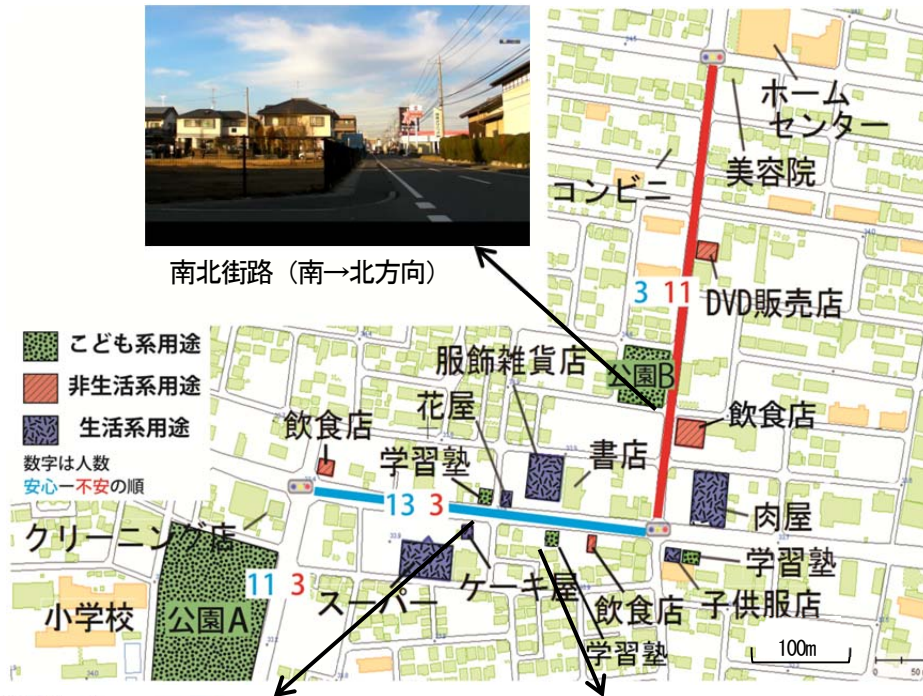 ホーム
センター
美容院
コンビニ
南北街路（南→北方向）
3 11
DVD販売店
こども系用途
非生活系用途
生活系用途
数字は人数
安心ー不安の順
服飾雑貨店
公園B
花屋
飲食店
飲食店
学習塾
書店
13 3
肉屋
クリーニング店
学習塾
11 3
スーパー
ケーキ屋
飲食店
子供服店
小学校
公園A
学習塾
100m